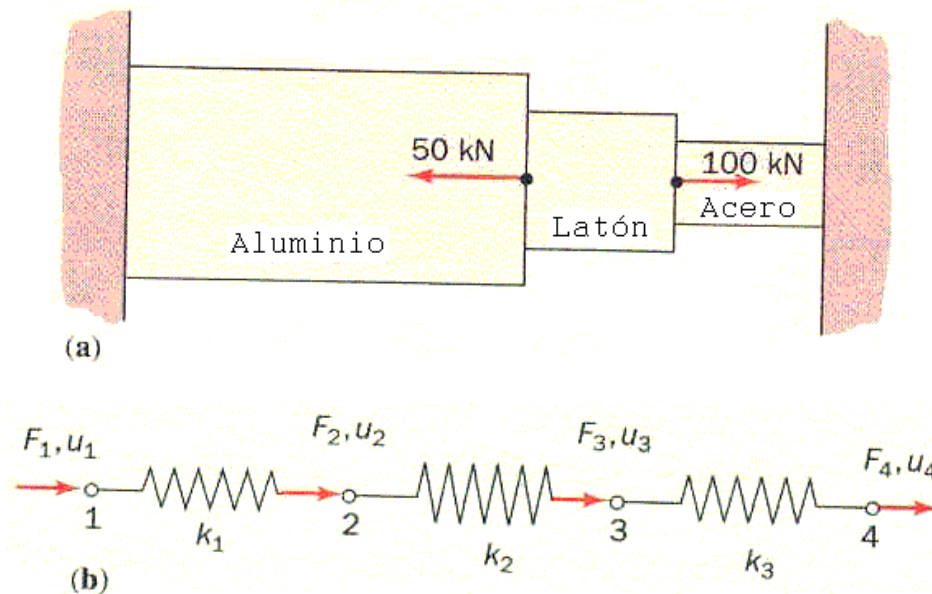 50 kN
100 kN
Aluminio
Latón
Acero
(a)
F1, u1
F2, u2
F3, u3
F4, u4
1
2
3
4
k1
k2
k3
(b)